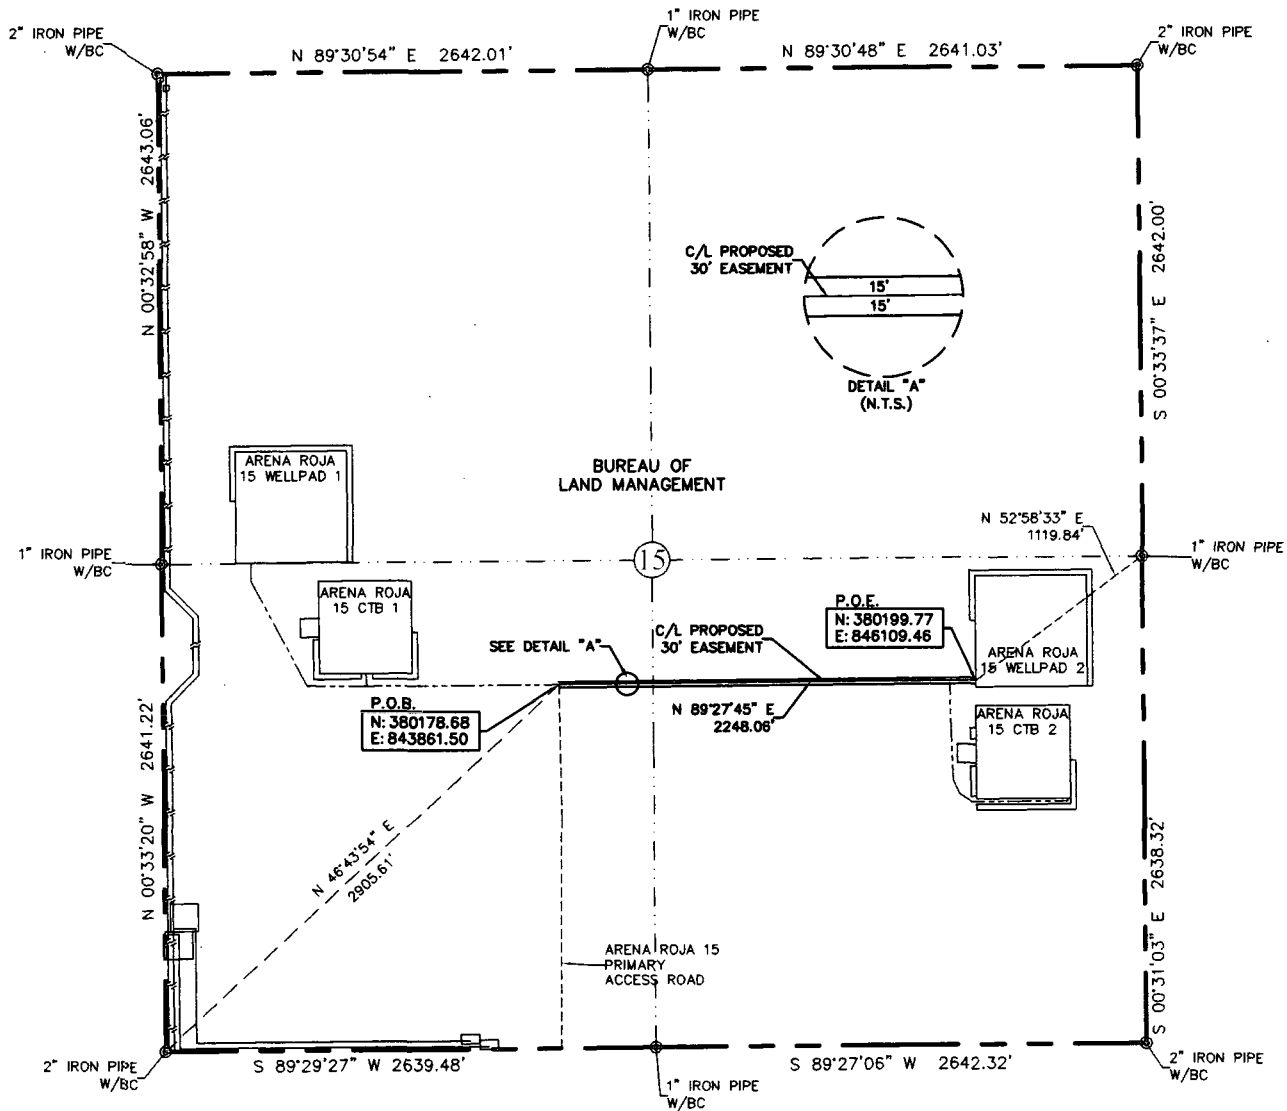 1" IRON PIPE
W/BC
2" IRON PIPE
W/BC
N 89°30'54" E 2642.01'
N 89°30'48" E 2641.03'
2" IRON PIPE
W/BC
N 00°32'58" W 2643.06'
S 00°33'37" E 2642.00'
C/L PROPOSED
30' EASEMENT
15'
15'
DETAIL "A"
(N.T.S.)
ARENA ROJA
15 WELLPAD 1
BUREAU OF
LAND MANAGEMENT
N 52°58'33" E
1119.84'
1" IRON PIPE
W/BC
15
1" IRON PIPE
W/BC
ARENA ROJA
15 CTB 1
P.O.E.
N: 380199.77
E: 846109.46
SEE DETAIL "A"
C/L PROPOSED
30' EASEMENT
ARENA ROJA
15 WELLPAD 2
P.O.B.
N: 380178.68
E: 843861.50
N 89°27'45" E
2248.06'
ARENA ROJA
15 CTB 2
N 00°33'20" W 2641.22'
S 00°31'03" E 2638.32'
N 46°43'54" E
2905.61'
ARENA ROJA 15
PRIMARY
ACCESS ROAD
2" IRON PIPE
W/BC
S 89°29'27" W 2639.48'
S 89°27'06" W 2642.32'
2" IRON PIPE
W/BC
1" IRON PIPE
W/BC